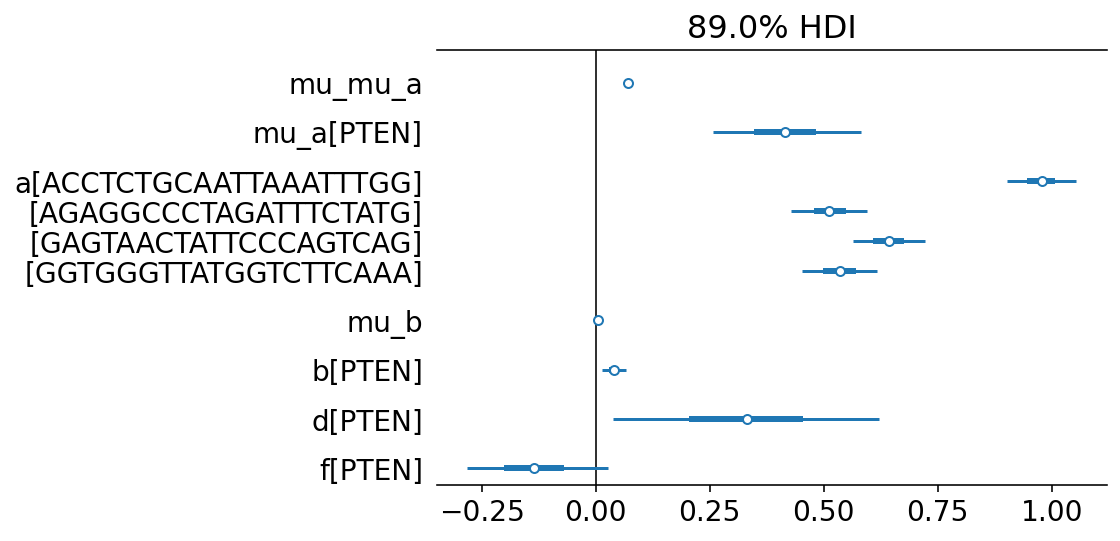 89.0% HDI
mu_mu_a
mu_a[PTEN]
a[ACCTCTGCAATTAAATTTGG]
[AGAGGCCCTAGATTTCTATG]
[GAGTAACTATTCCCAGTCAG]
[GGTGGGTTATGGTCTTCAAA]
mu_b
b[PTEN]
d[PTEN]
f[PTEN]
−0.25 0.00 0.25 0.50 0.75 1.00